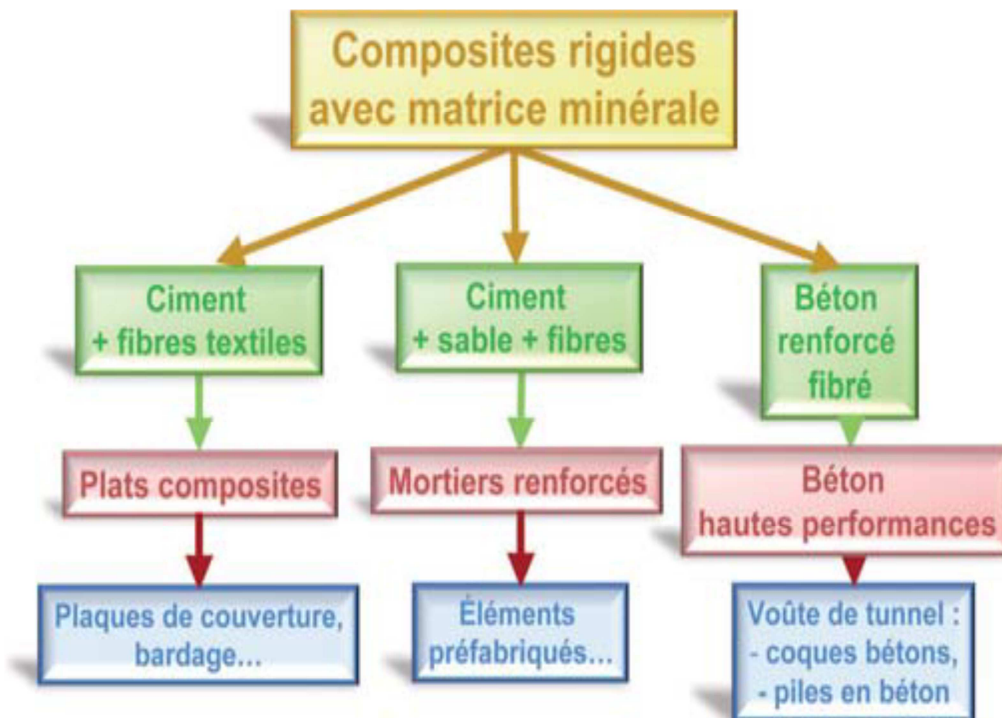 Composites rigides
avec matrice minérale
Ciment
+ fibres textiles
Ciment
+ sable + fibres
Béton
renforcé
fibré
Plats composites
Mortiers renforcés
Béton
hautes performances
Plaques de couverture,
bardage...
Éléments
préfabriqués...
Voûte de tunnel :
- coques bétons,
- piles en béton